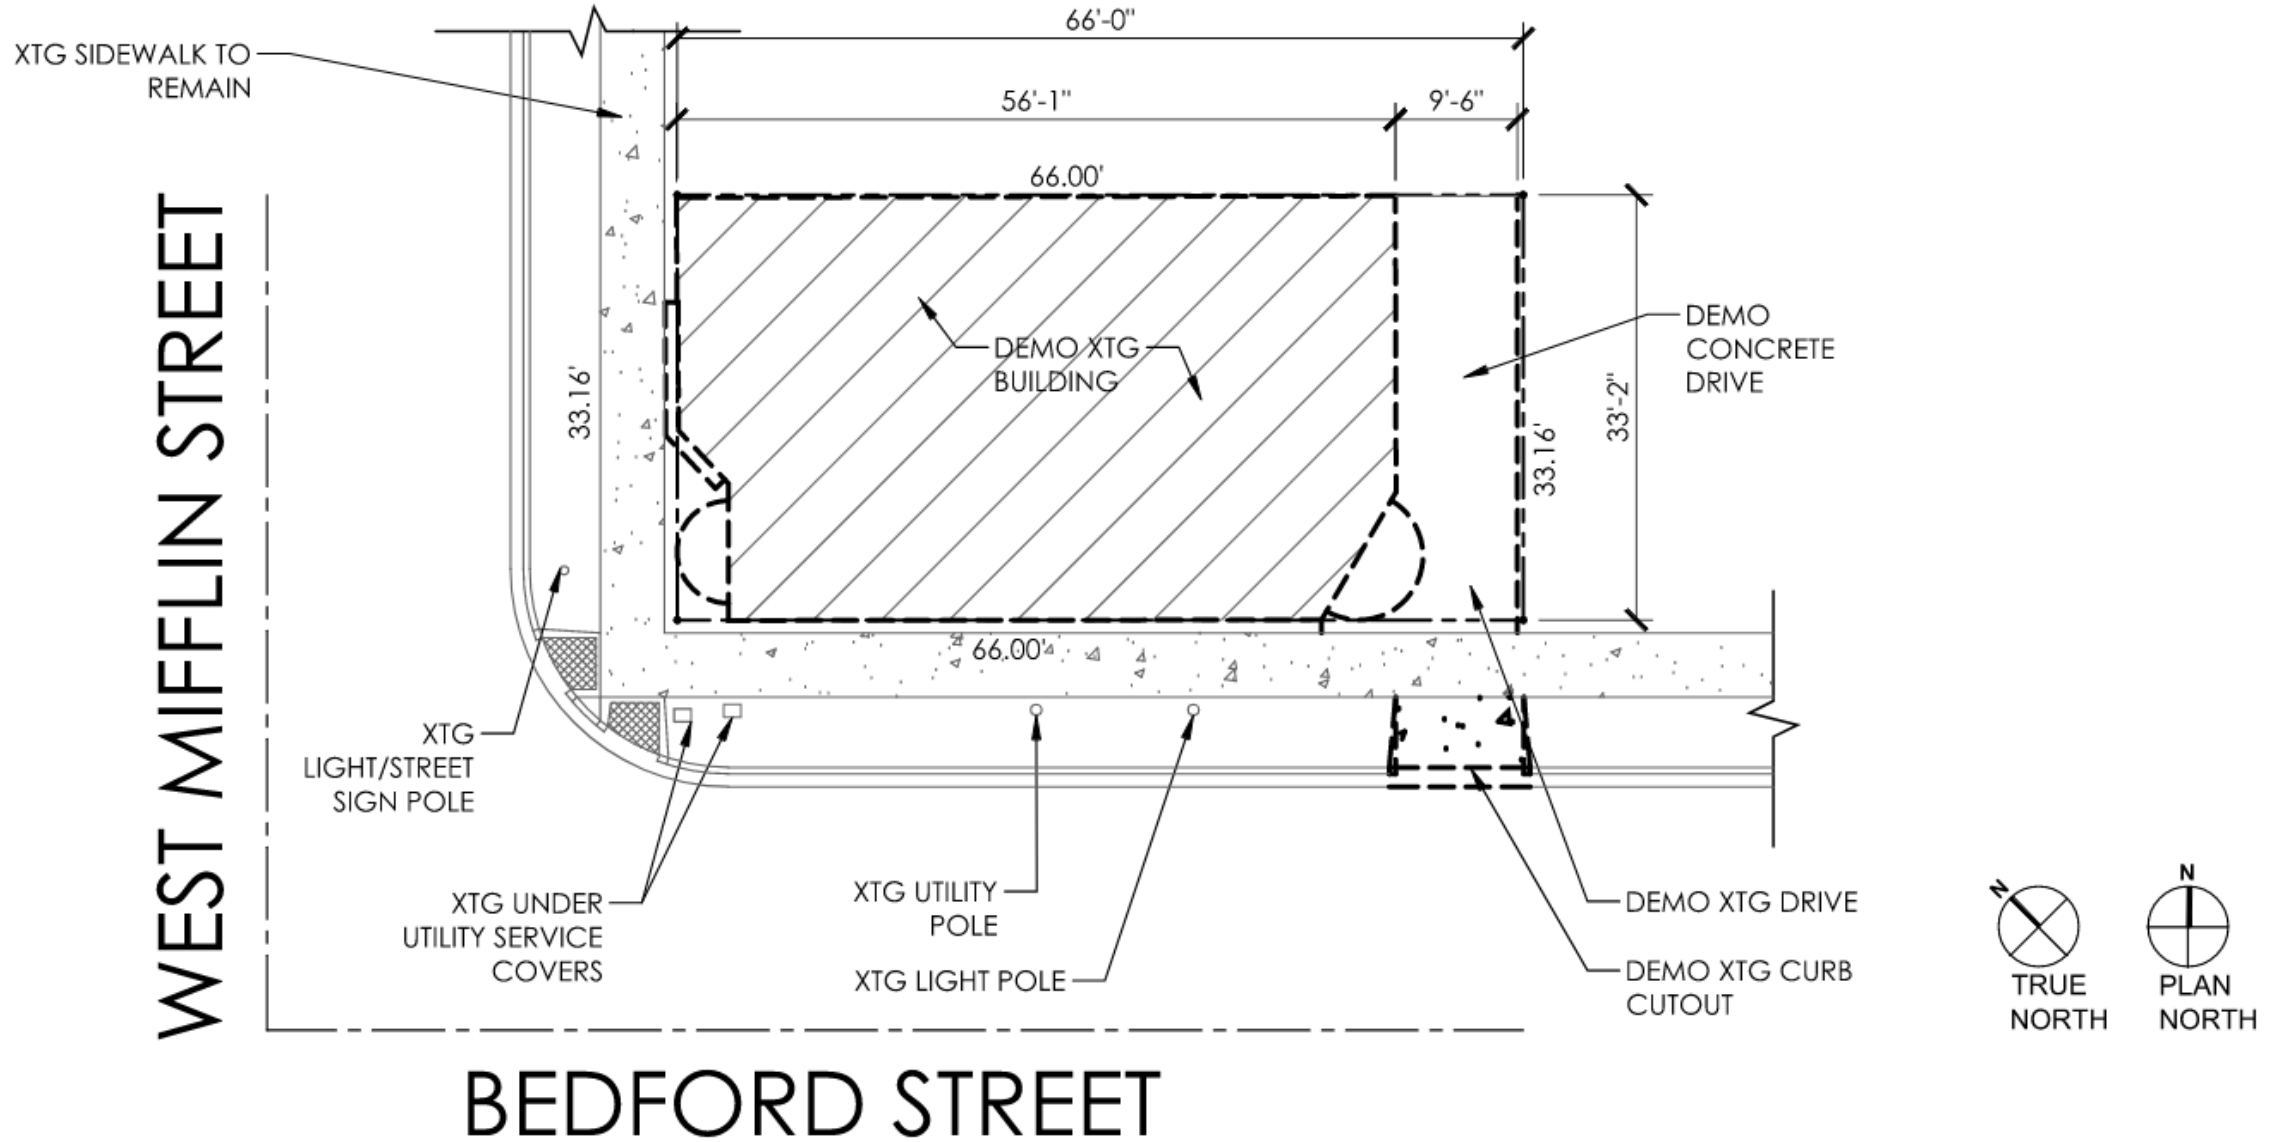 66'-0"
XTG SIDEWALK TO
REMAIN
56'-1"
9'-6"
66.00'
WEST MIFFLIN STREET
33.16'
DEMO XTG
BUILDING
DEMO
CONCRETE
DRIVE
33'-2"
33.16'
66.00'
XTG
LIGHT/STREET
SIGN POLE
XTG UNDER
UTILITY SERVICE
COVERS
XTG UTILITY
POLE
XTG LIGHT POLE
DEMO XTG DRIVE
DEMO XTG CURB
CUTOUT
N
TRUE
NORTH
N
PLAN
NORTH
BEDFORD STREET